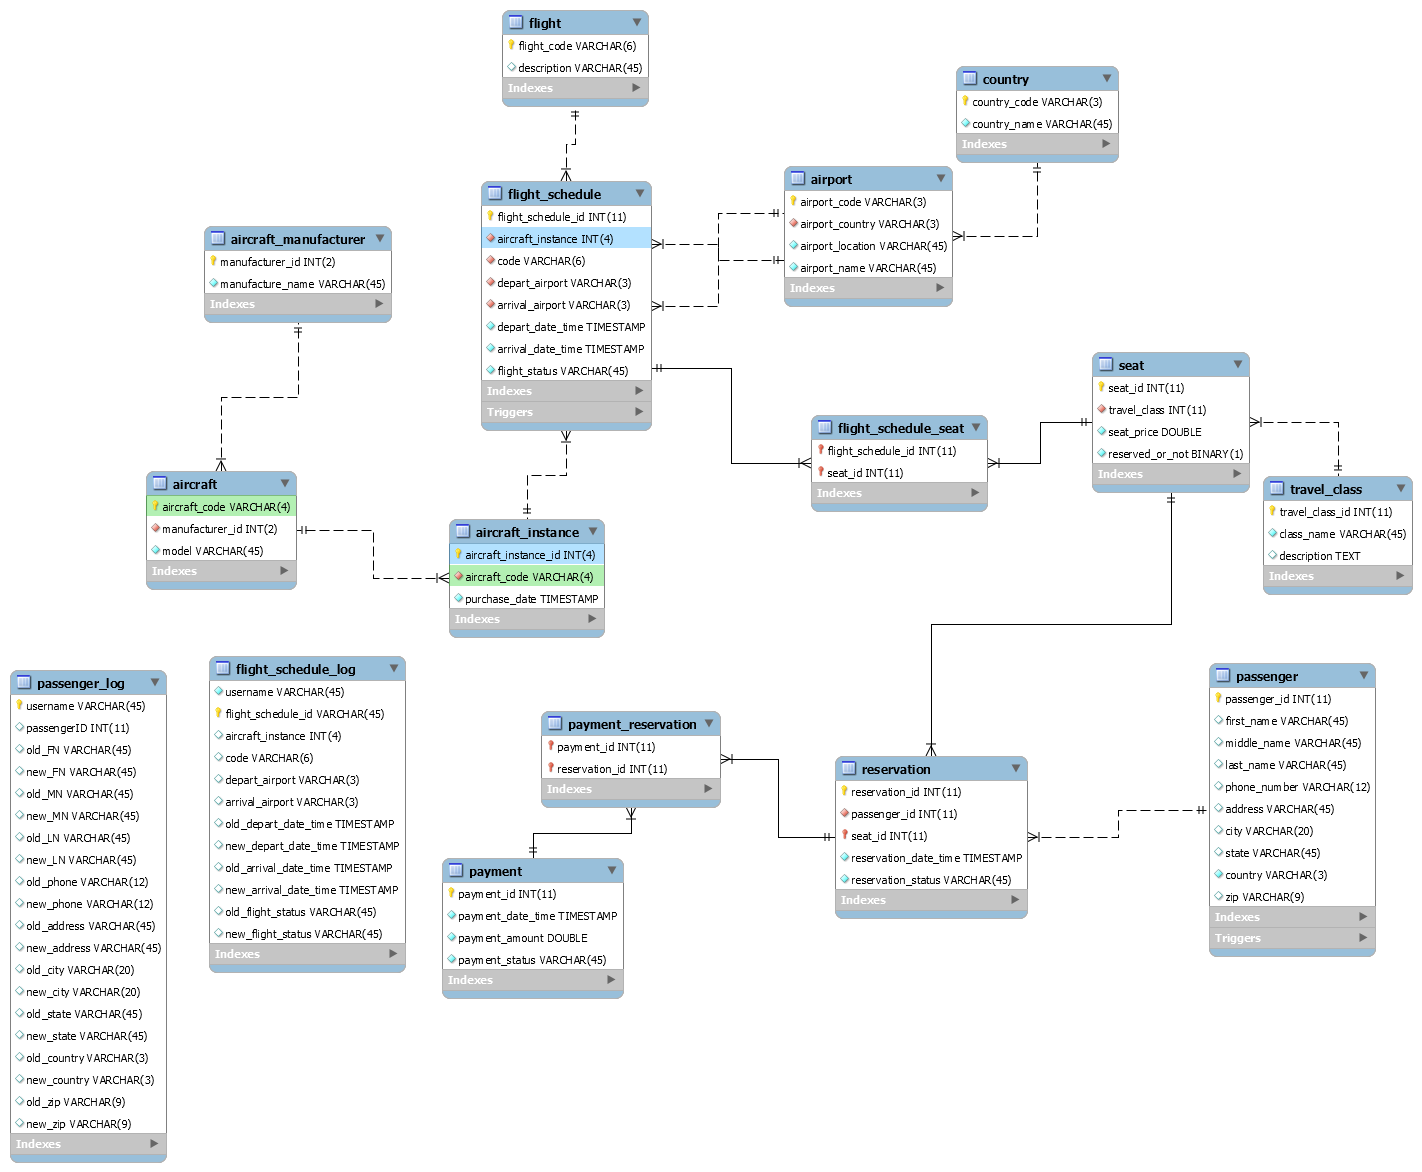 flight
flight_code VARCHAR(6)
description VARCHAR(45)
Indexes
country
country_code VARCHAR(3)
country_name VARCHAR(45)
Indexes
flight_schedule
flight_schedule_id INT(11)
aircraft_instance INT(4)
code VARCHAR(6)
depart_airport VARCHAR(3)
arrival_airport VARCHAR(3)
depart_date_time TIMESTAMP
arrival_date_time TIMESTAMP
flight_status VARCHAR(45)
Indexes
Triggers
airport
airport_code VARCHAR(3)
airport_country VARCHAR(3)
airport_location VARCHAR(45)
airport_name VARCHAR(45)
Indexes
aircraft_manufacturer
manufacturer_id INT(2)
manufacture_name VARCHAR(45)
Indexes
seat
seat_id INT(11)
travel_class INT(11)
seat_price DOUBLE
reserved_or_not BINARY(1)
Indexes
flight_schedule_seat
flight_schedule_id INT(11)
seat_id INT(11)
Indexes
aircraft
aircraft_code VARCHAR(4)
manufacturer_id INT(2)
model VARCHAR(45)
Indexes
travel_class
travel_class_id INT(11)
class_name VARCHAR(45)
description TEXT
Indexes
aircraft_instance
aircraft_instance_id INT(4)
aircraft_code VARCHAR(4)
purchase_date TIMESTAMP
Indexes
passenger_log
username VARCHAR(45)
passengerID INT(11)
old_FN VARCHAR(45)
new_FN VARCHAR(45)
old_MN VARCHAR(45)
new_MN VARCHAR(45)
old_LN VARCHAR(45)
new_LN VARCHAR(45)
old_phone VARCHAR(12)
new_phone VARCHAR(12)
old_address VARCHAR(45)
new_address VARCHAR(45)
old_city VARCHAR(20)
new_city VARCHAR(20)
old_state VARCHAR(45)
new_state VARCHAR(45)
old_country VARCHAR(3)
new_country VARCHAR(3)
old_zip VARCHAR(9)
new_zip VARCHAR(9)
Indexes
flight_schedule_log
username VARCHAR(45)
flight_schedule_id VARCHAR(45)
aircraft_instance INT(4)
code VARCHAR(6)
depart_airport VARCHAR(3)
arrival_airport VARCHAR(3)
old_depart_date_time TIMESTAMP
new_depart_date_time TIMESTAMP
old_arrival_date_time TIMESTAMP
new_arrival_date_time TIMESTAMP
old_flight_status VARCHAR(45)
new_flight_status VARCHAR(45)
Indexes
payment_reservation
payment_id INT(11)
reservation_id INT(11)
Indexes
payment
payment_id INT(11)
payment_date_time TIMESTAMP
payment_amount DOUBLE
payment_status VARCHAR(45)
Indexes
reservation
reservation_id INT(11)
passenger_id INT(11)
seat_id INT(11)
reservation_date_time TIMESTAMP
reservation_status VARCHAR(45)
Indexes
passenger
passenger_id INT(11)
first_name VARCHAR(45)
middle_name VARCHAR(45)
last_name VARCHAR(45)
phone_number VARCHAR(12)
address VARCHAR(45)
city VARCHAR(20)
state VARCHAR(45)
country VARCHAR(3)
zip VARCHAR(9)
Indexes
Triggers